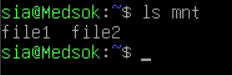 sia@Medsok:~$ ls mnt
file1  file2
sia@Medsok:~$ _